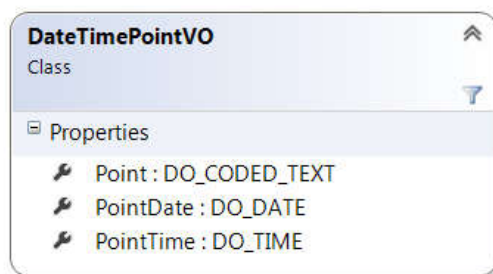 DateTimePointVO
Class
Properties
Point : DO_CODED_TEXT
PointDate : DO_DATE
PointTime : DO_TIME